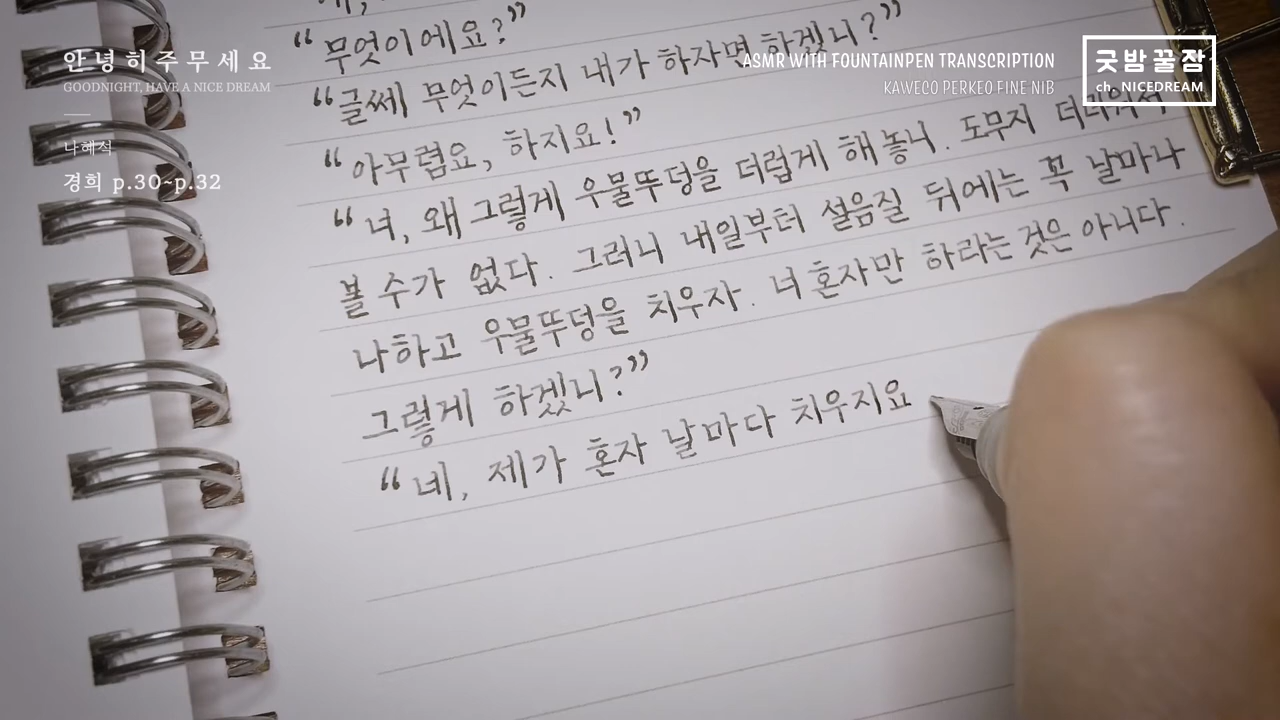 안녕히주무세요
GOODNIGHT, HAVE A NICE DREAM
나혜석
경희 p.30~p.32
ASMR WITH FOUNTAINPEN TRANSCRIPTION
KAWECO PERKEO FINE NIB
굿밤꿀잠
ch. NICEDREAM
“무엇이에요?”
“글쎄 무엇이든지 내가 하자면 하겠니?”
“아무렴요, 하지요!”
“너, 왜 그렇게 우물뚜덩을 더럽게 해 놓니. 도무지 더러워서
볼 수가 없다. 그러니 내일부터 설음질 뒤에는 꼭 날마다
나하고 우물뚜덩을 치우자. 너 혼자만 하라는 것은 아니다.
그렇게 하겠니?”
“네, 제가 혼자 날마다 치우지요